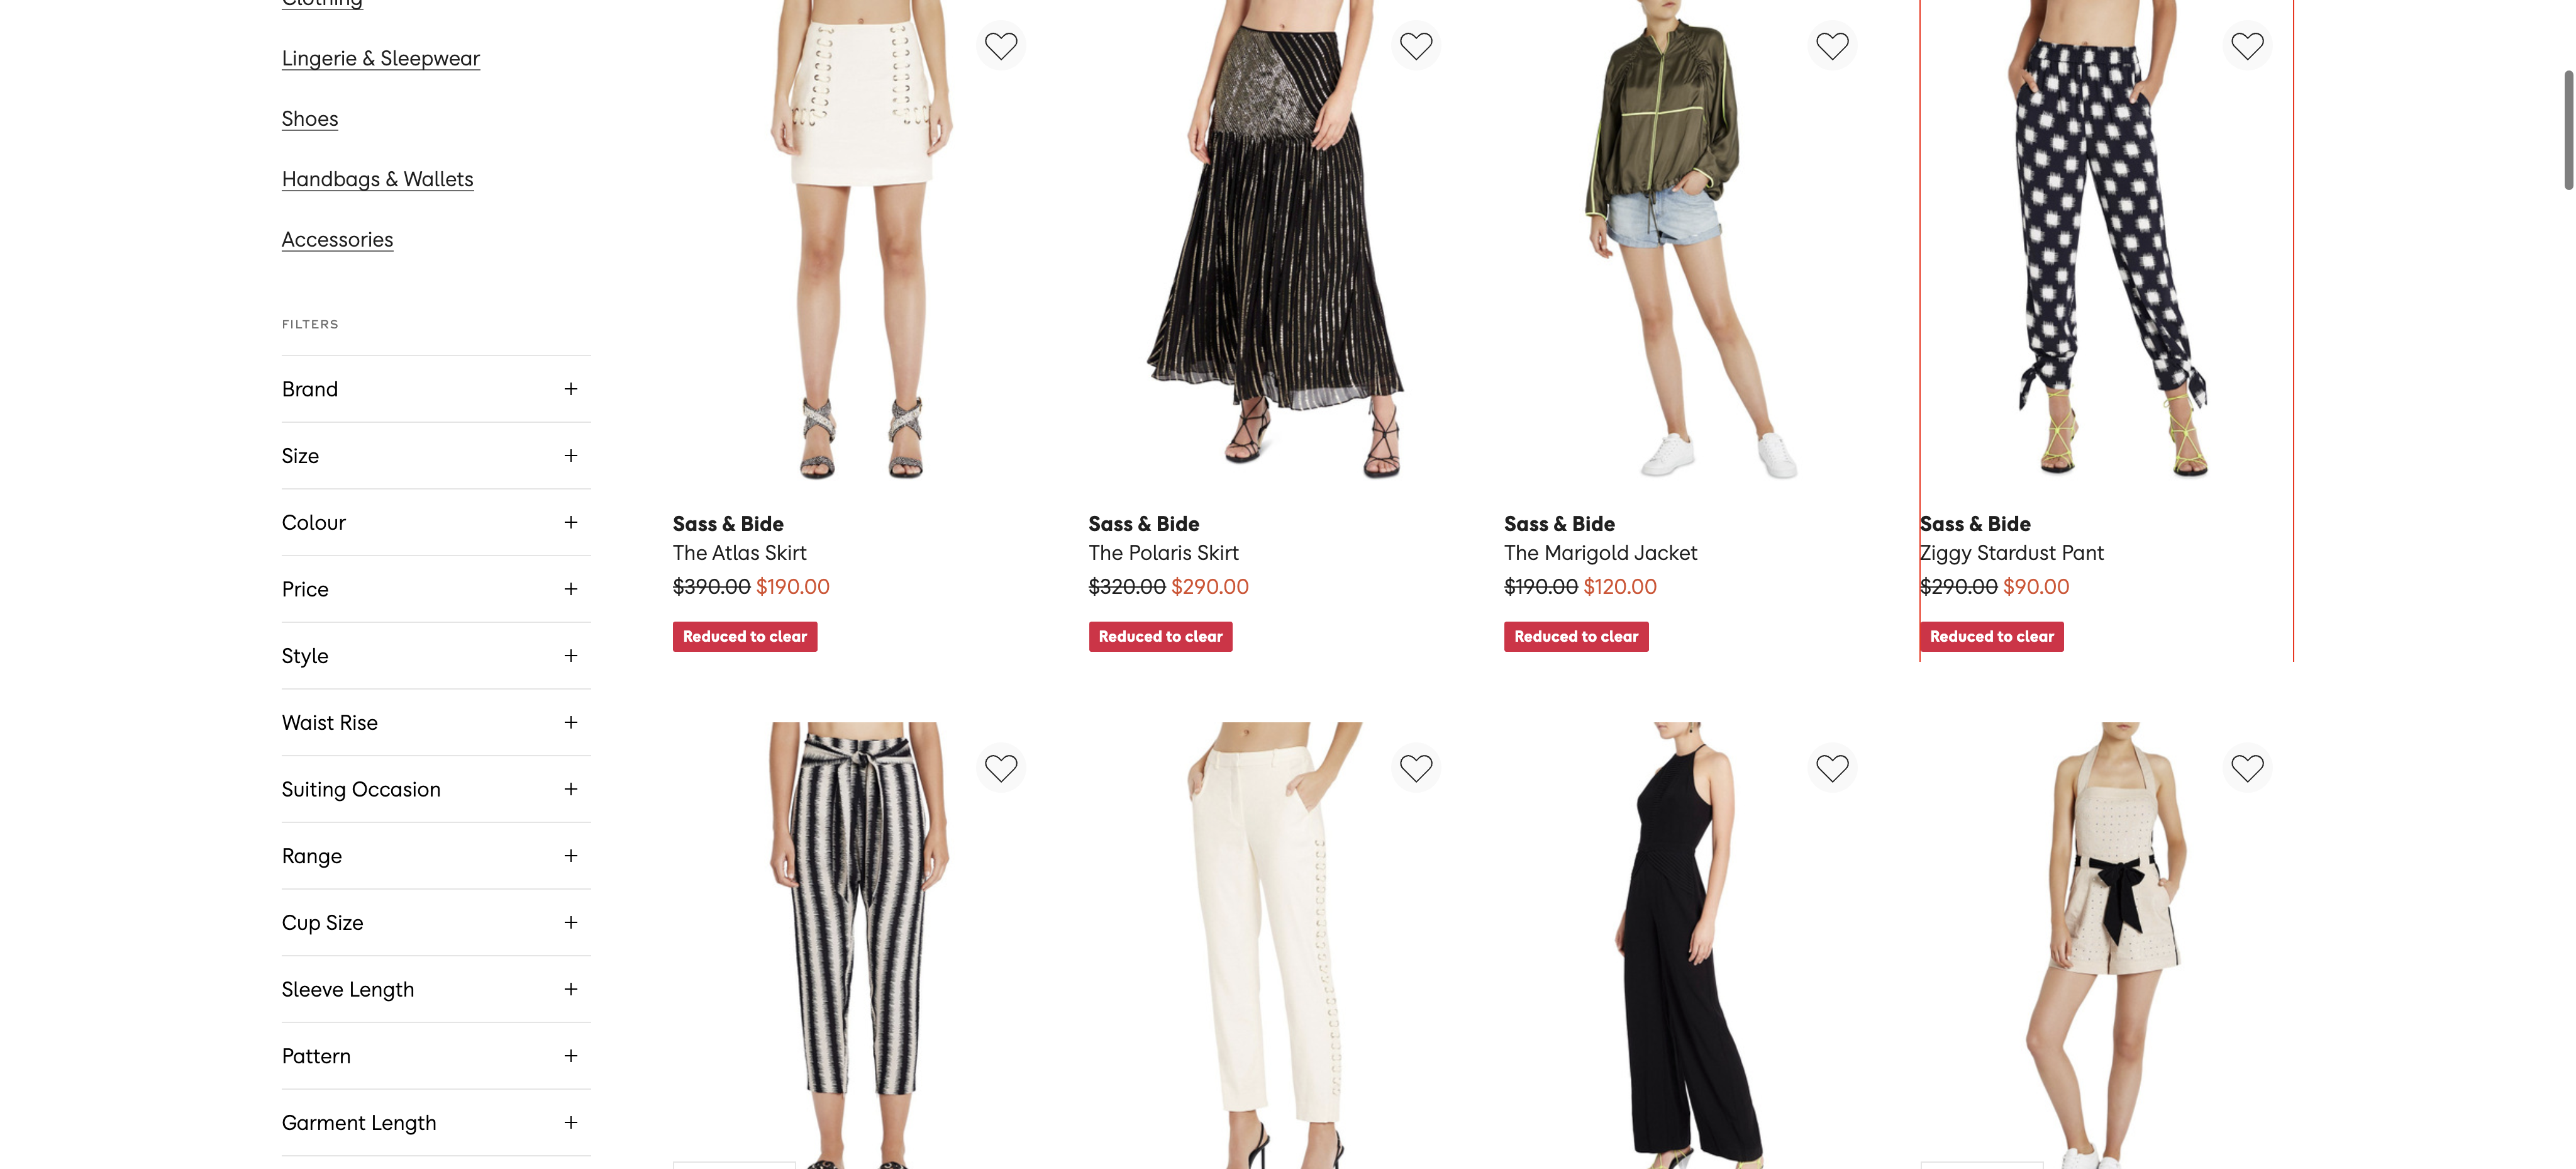 Clothing
Lingerie & Sleepwear
Shoes
Handbags & Wallets
Accessories
FILTERS
Brand
Size
Colour
Price
Style
Waist Rise
Suiting Occasion
Range
Cup Size
Sleeve Length
Pattern
Garment Length
Sass & Bide
The Atlas Skirt
$390.00 $190.00
Reduced to clear
Sass & Bide
The Polaris Skirt
$320.00 $290.00
Reduced to clear
Sass & Bide
The Marigold Jacket
$190.00 $120.00
Reduced to clear
Sass & Bide
Ziggy Stardust Pant
$290.00 $90.00
Reduced to clear